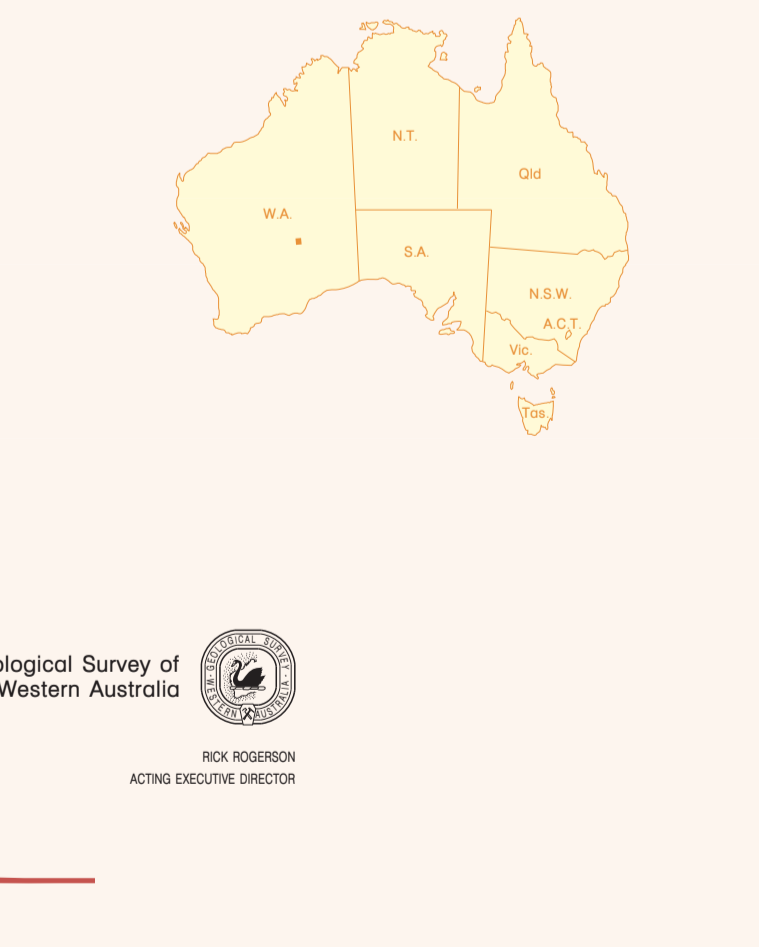 N.T.
Qld
W.A.
S.A.
N.S.W.
A.C.T.
Vic.
Tas.
ological Survey of
Western Australia
GEOLOGICAL SURVEY
WESTERN AUSTRALIA
RICK ROGERSON
ACTING EXECUTIVE DIRECTOR